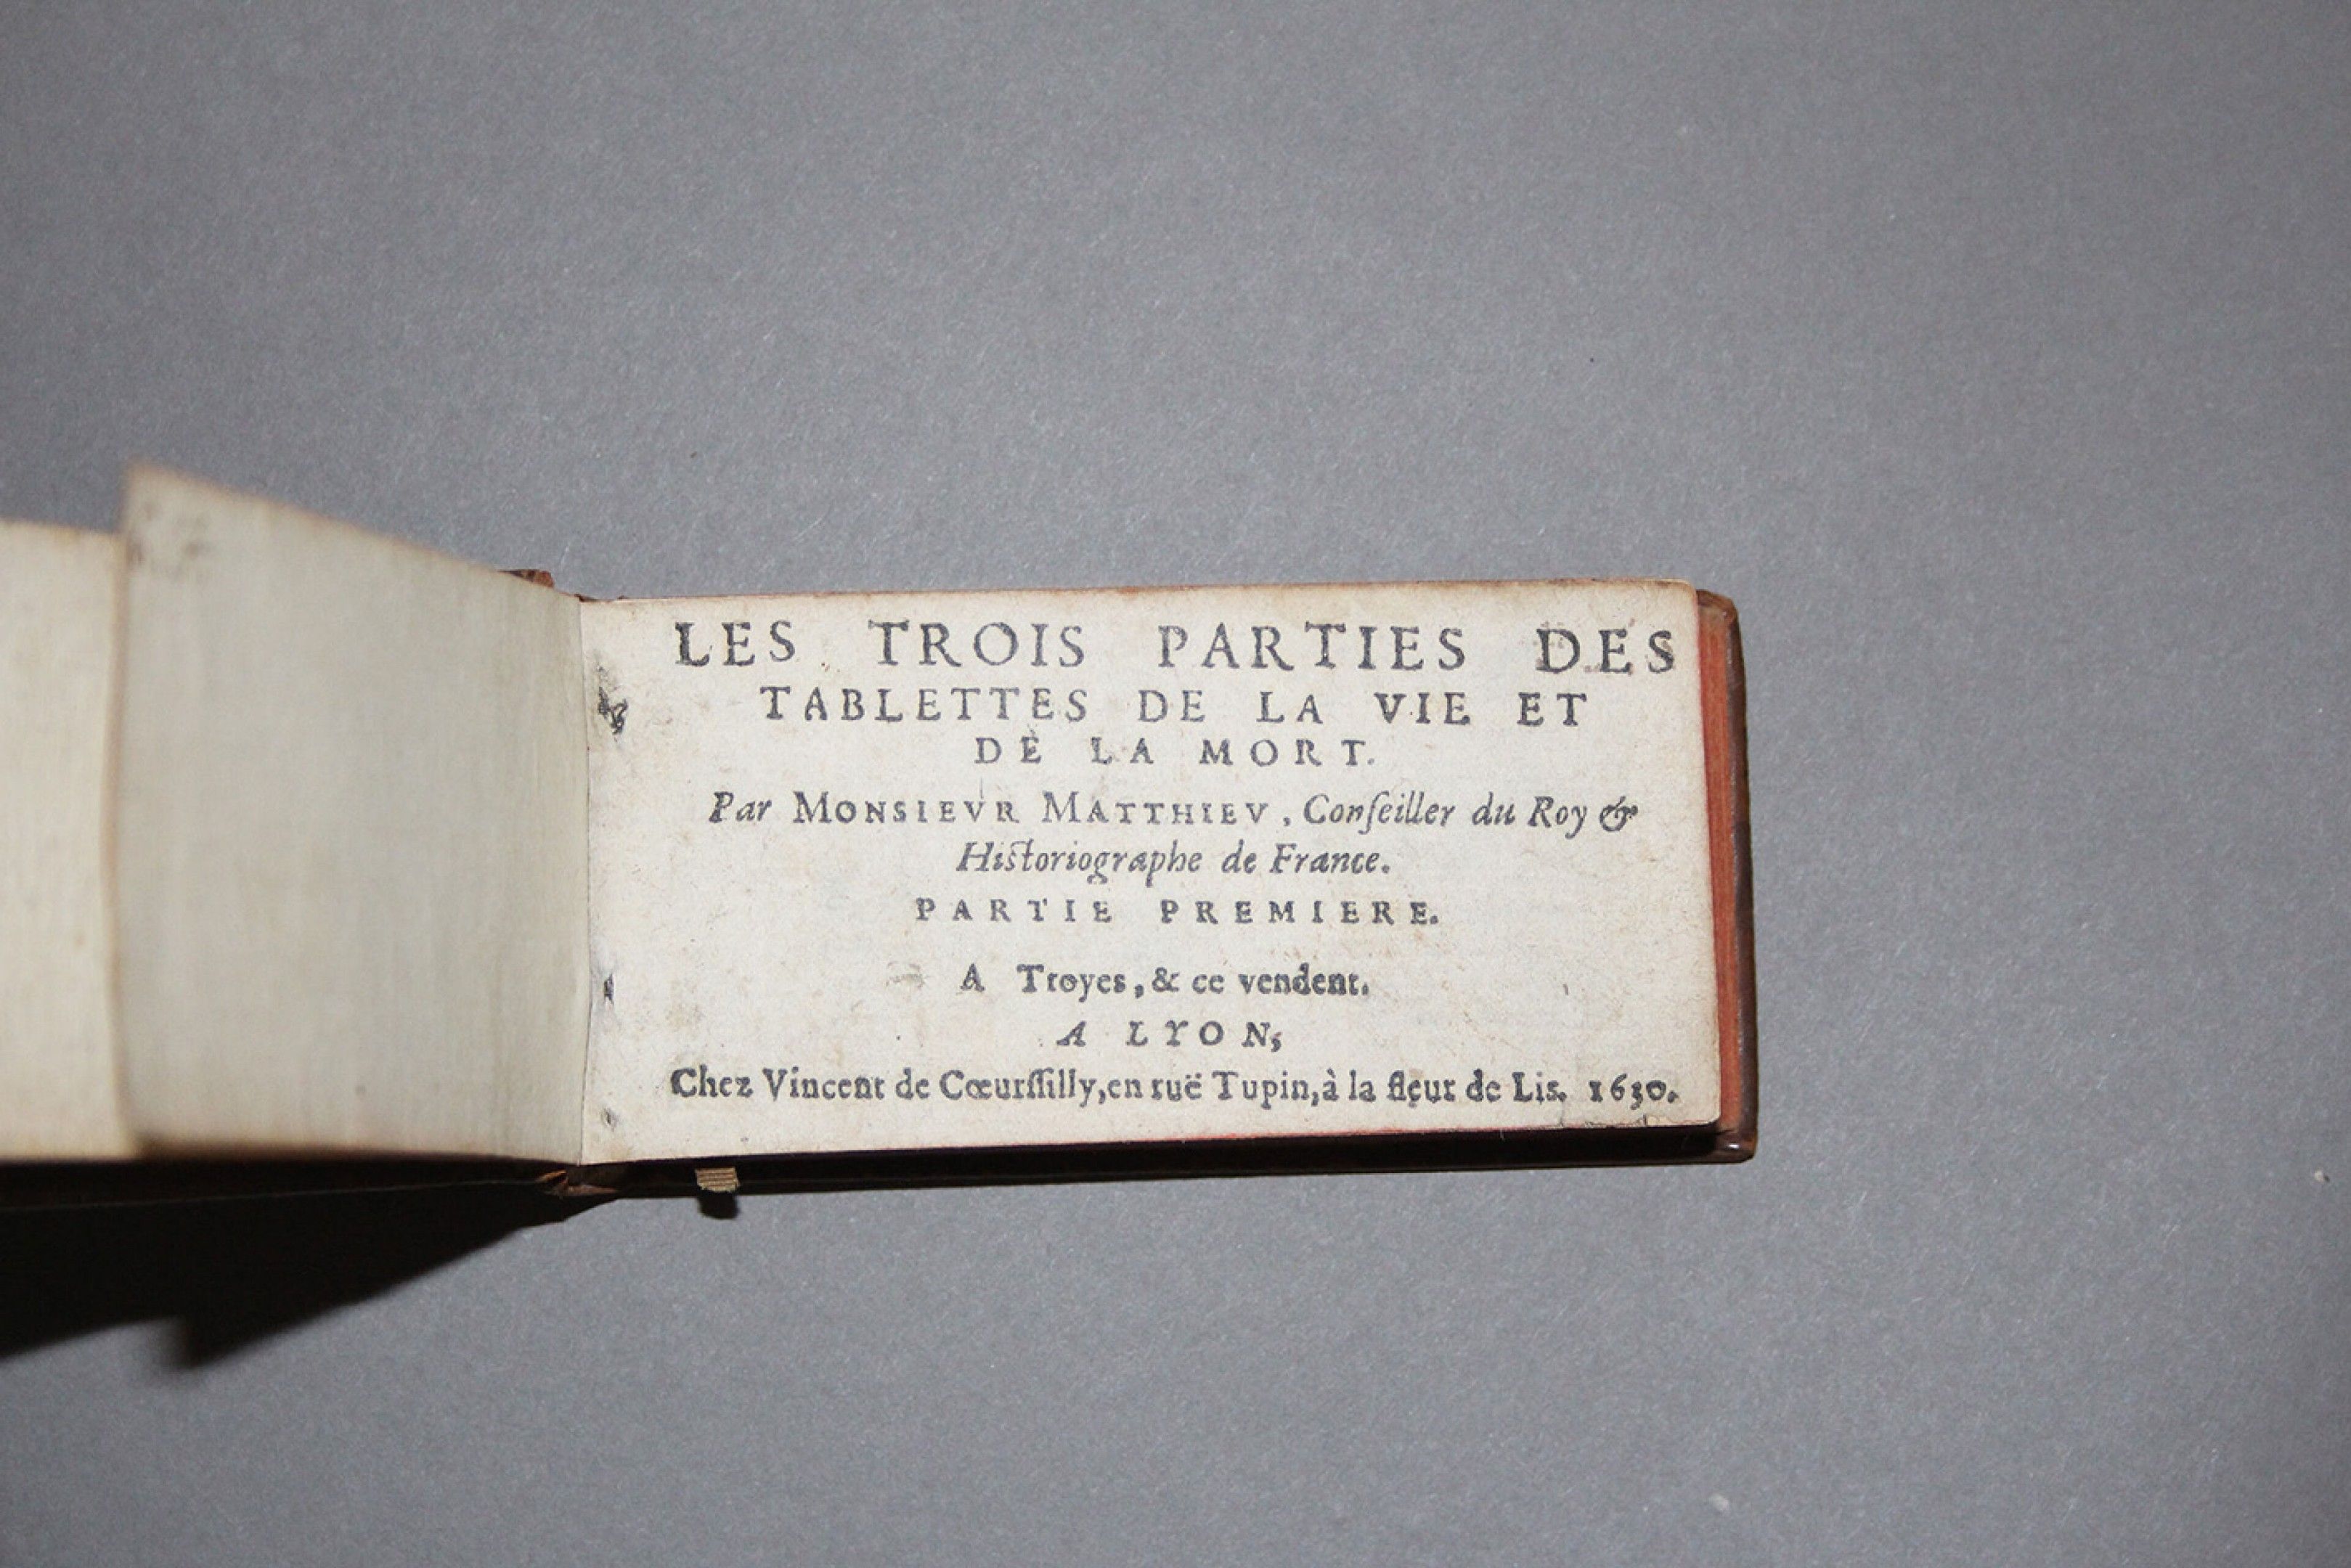 LES TROIS PARTIES DES
TABLETTES DE LA VIE ET
DE LA MORT.
Par MONSIEVR MATTHIEV, Conſeiller du Roy &
Hiſtoriographe de France.
PARTIE PREMIERE.
A Troyes, & ce vendent.
A LYON,
Chez Vincent de Cœurſſilly, en ruë Tupin, à la fleur de Lis. 1630.